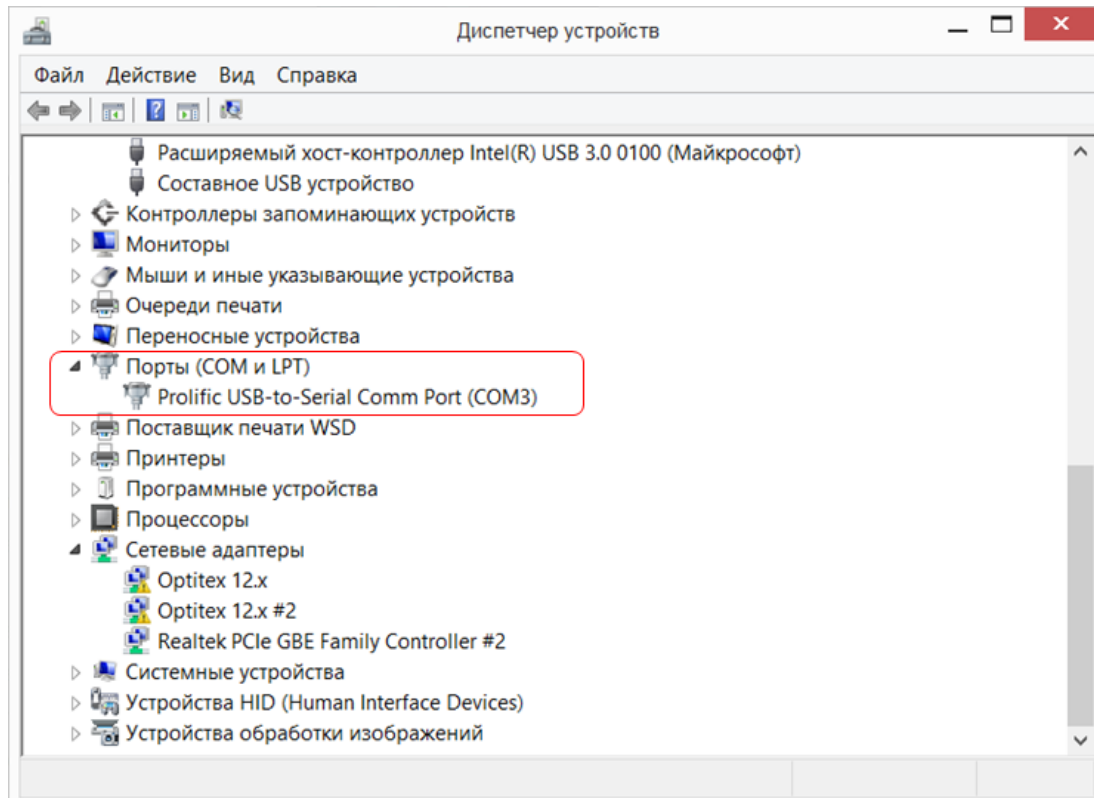 Диспетчер устройств
Файл Действие Вид Справка
Расширяемый хост-контроллер Intel(R) USB 3.0 0100 (Майкрософт)
Составное USB устройство
Контроллеры запоминающих устройств
Мониторы
Мыши и иные указывающие устройства
Очереди печати
Переносные устройства
Порты (COM и LPT)
Prolific USB-to-Serial Comm Port (COM3)
Поставщик печати WSD
Принтеры
Программные устройства
Процессоры
Сетевые адаптеры
Optitex 12.x
Optitex 12.x #2
Realtek PCIe GBE Family Controller #2
Системные устройства
Устройства HID (Human Interface Devices)
Устройства обработки изображений